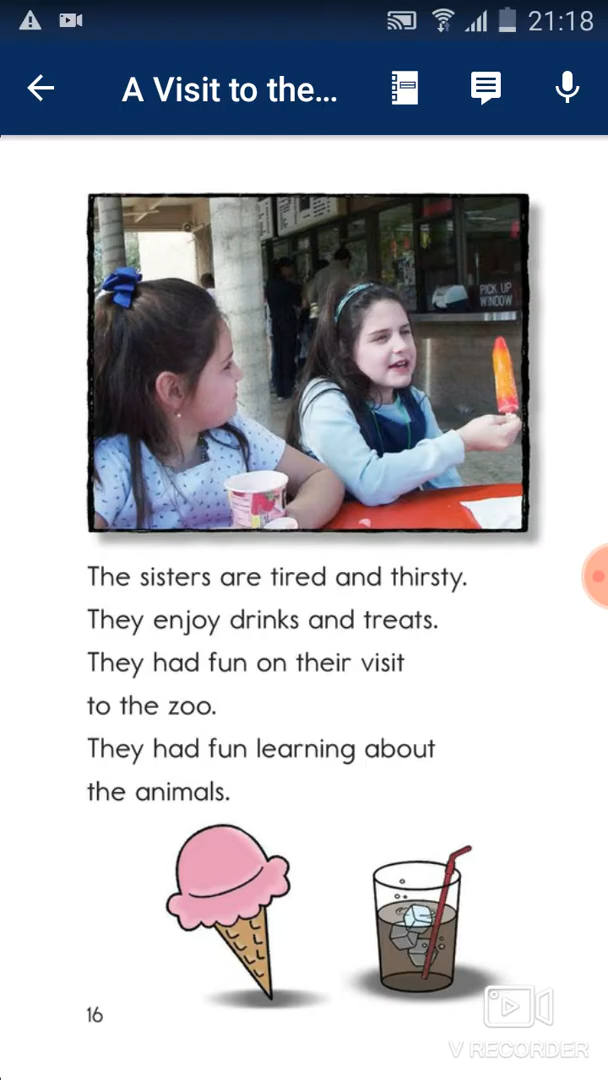 21:18
A Visit to the...
PICK UP
WINDOW
The sisters are tired and thirsty.
They enjoy drinks and treats.
They had fun on their visit
to the zoo.
They had fun learning about
the animals.
16
V RECORDER